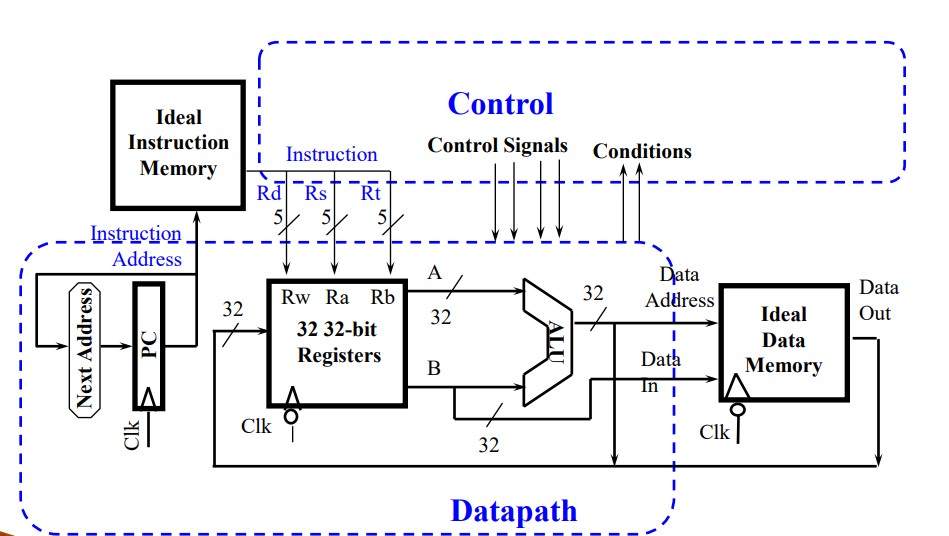 Control
Ideal
Instruction
Memory
Control Signals
Conditions
Instruction
Rd
Rs
Rt
5
5
5
Instruction
Address
Next Address
PC
Clk
32
Rw
Ra
Rb
32 32-bit
Registers
Clk
A
32
B
32
ALU
32
Data
Address
Data
In
Ideal
Data
Memory
Clk
Data
Out
Datapath